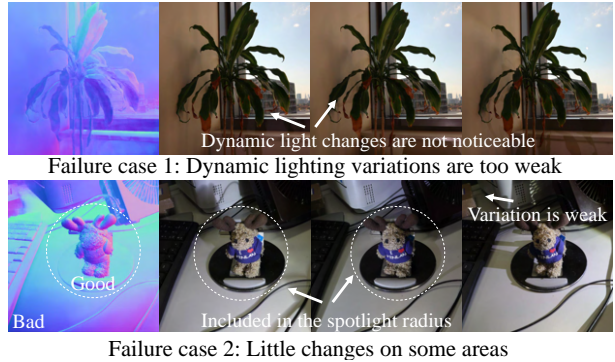 Dynamic light changes are not noticeable
Failure case 1: Dynamic lighting variations are too weak
Variation is weak
Good
Bad
Included in the spotlight radius
Failure case 2: Little changes on some areas